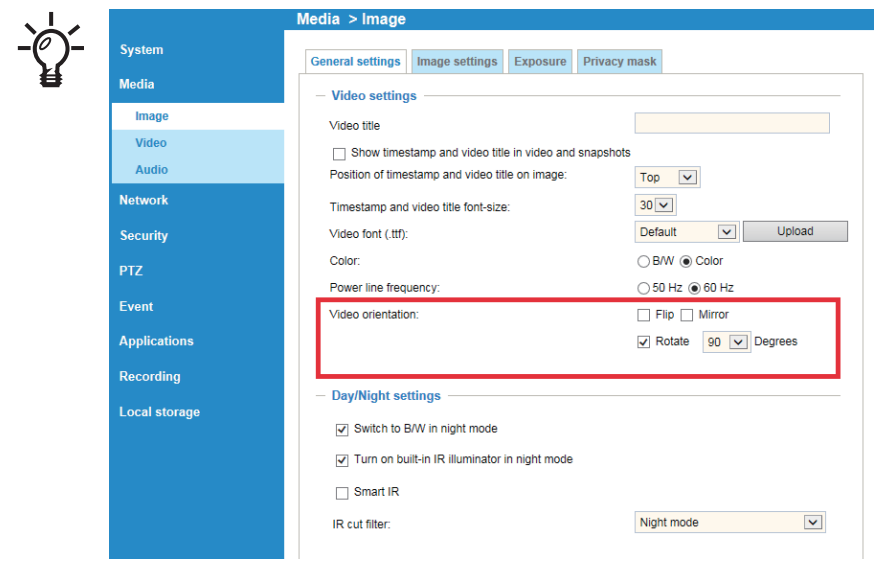 Media > Image
System
Media
Image
Video
Audio
Network
Security
PTZ
Event
Applications
Recording
Local storage
General settings Image settings Exposure Privacy mask
Video settings
Video title
Show timestamp and video title in video and snapshots
Position of timestamp and video title on image: Top
Timestamp and video title font-size: 30
Video font (.ttf): Default Upload
Color: B/W Color
Power line frequency: 50 Hz 60 Hz
Video orientation: Flip Mirror
Rotate 90 Degrees
Day/Night settings
Switch to B/W in night mode
Turn on built-in IR illuminator in night mode
Smart IR
IR cut filter: Night mode